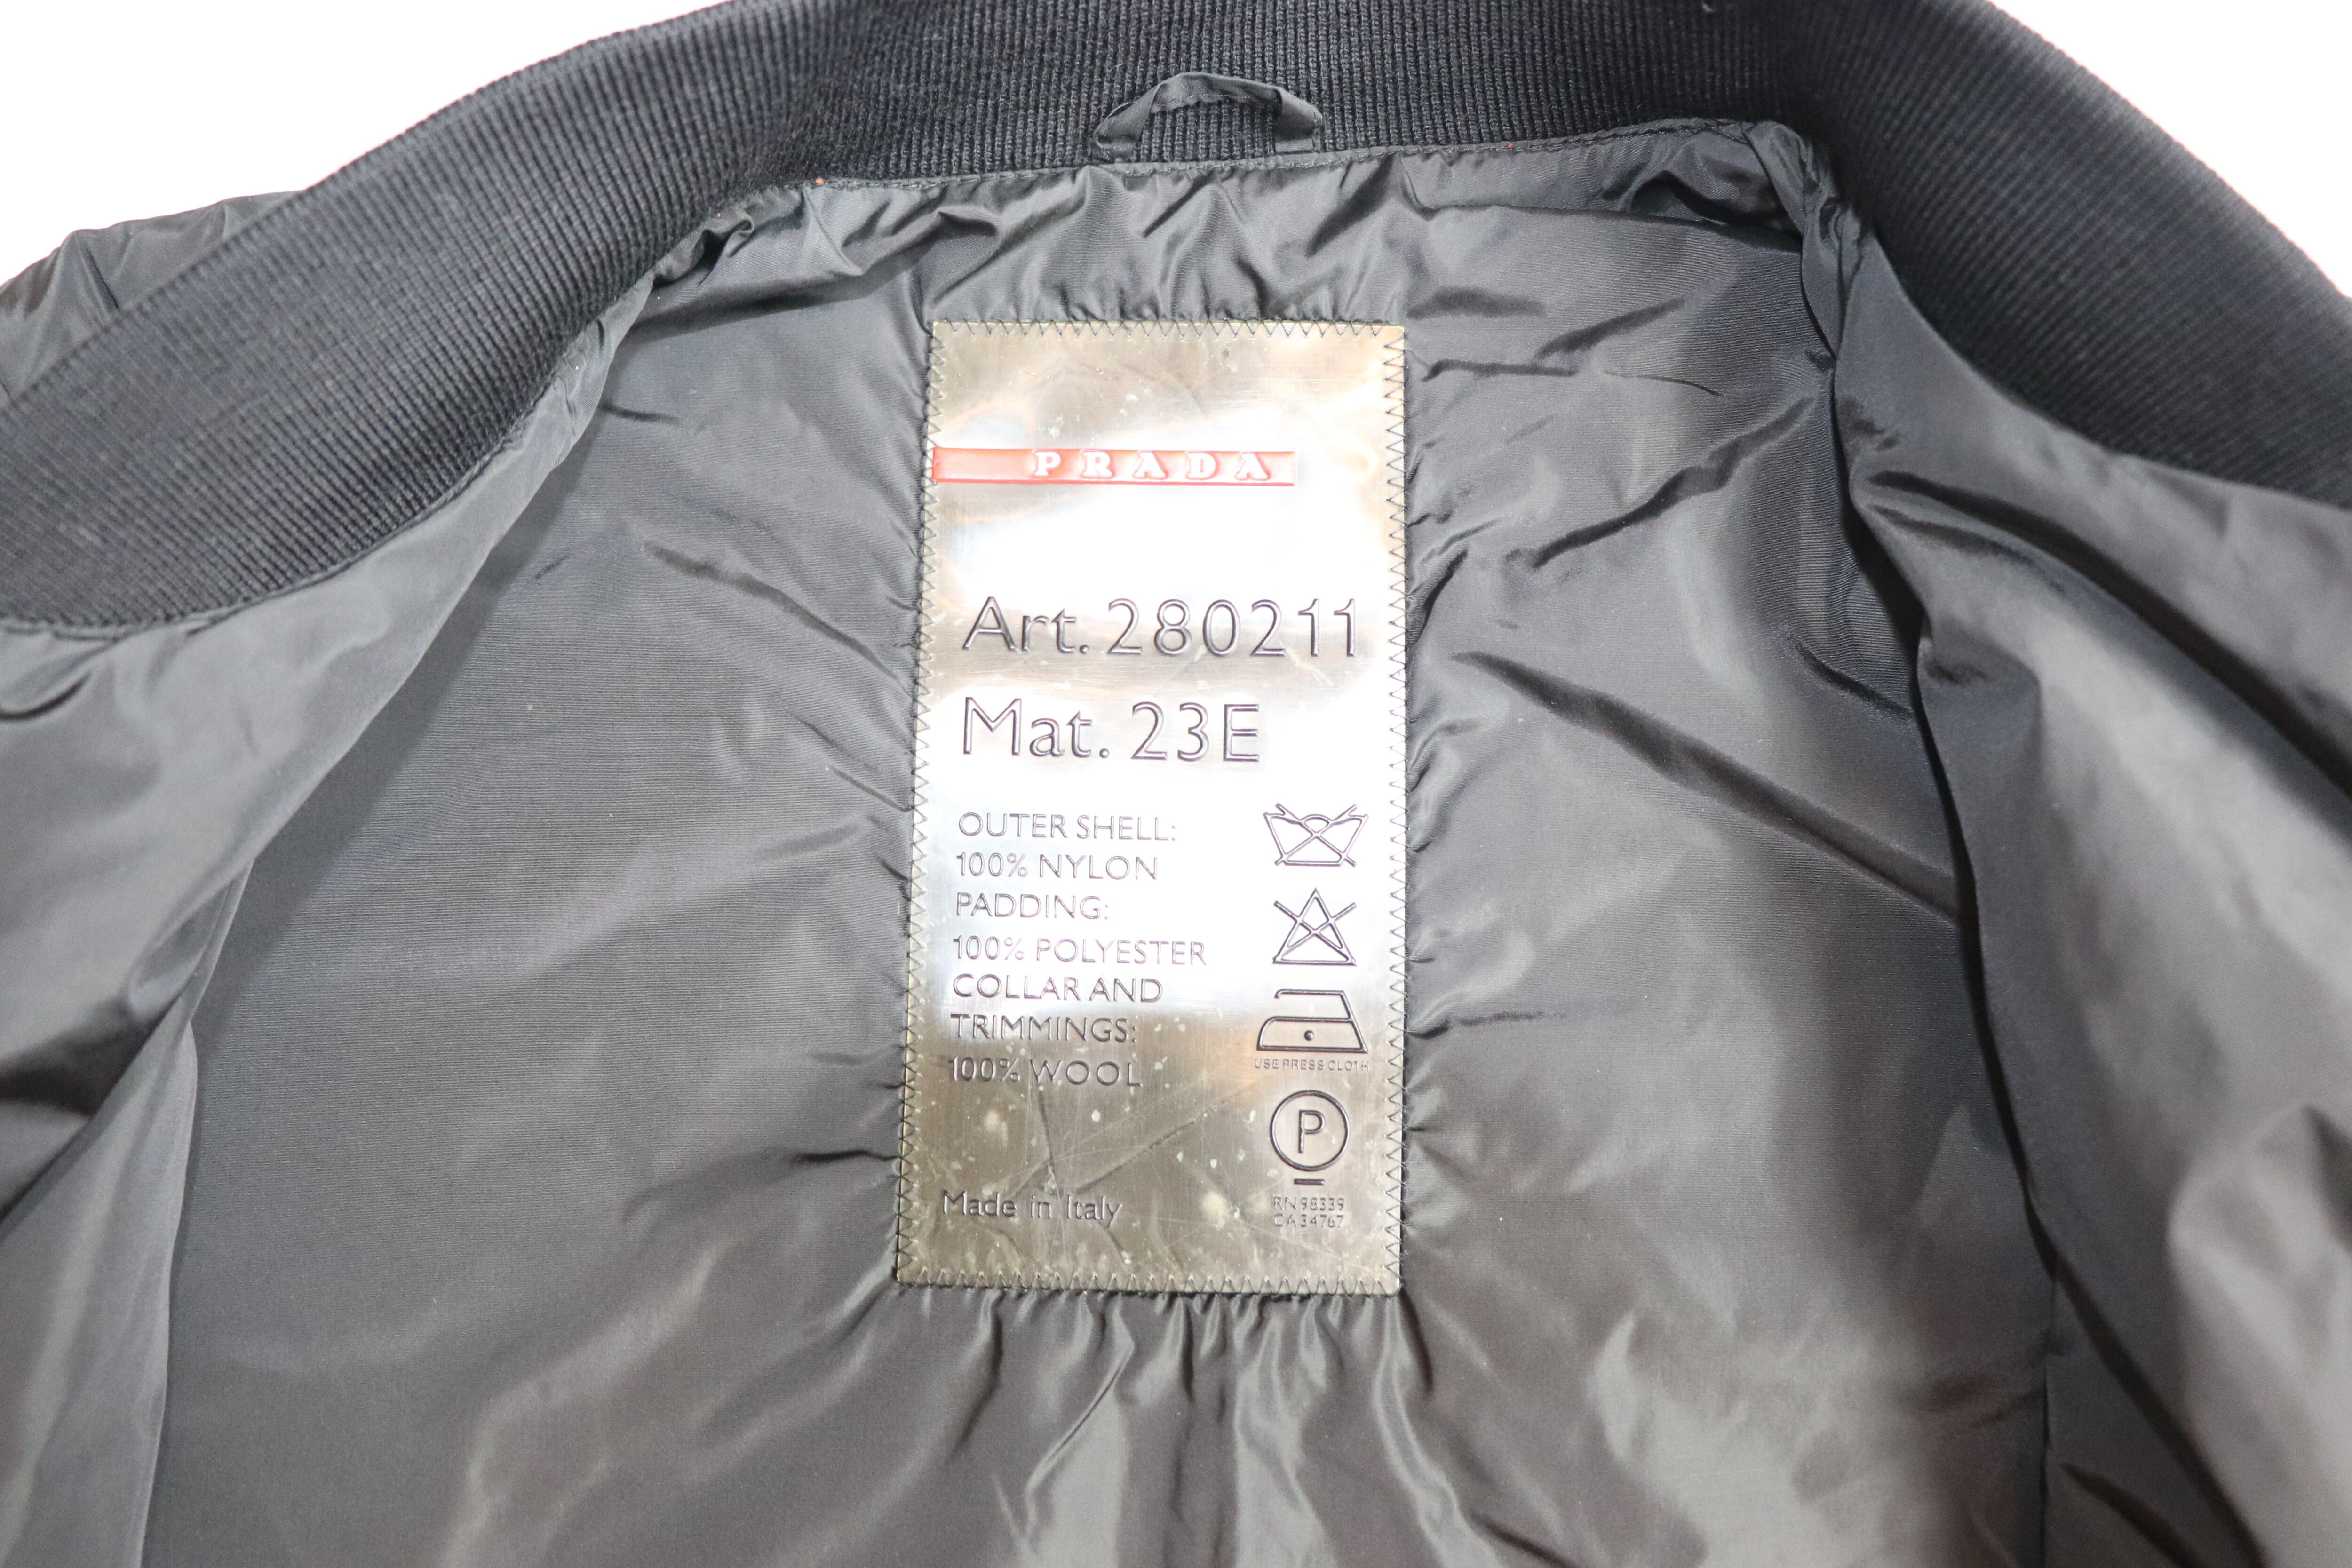 PRADA
Art. 280211
Mat. 23E
OUTER SHELL:
100% NYLON
PADDING:
100% POLYESTER
COLLAR AND
TRIMMINGS:
100% WOOL
USE PRESS CLOTH
P
Made in Italy
RN 98339
CA 34767